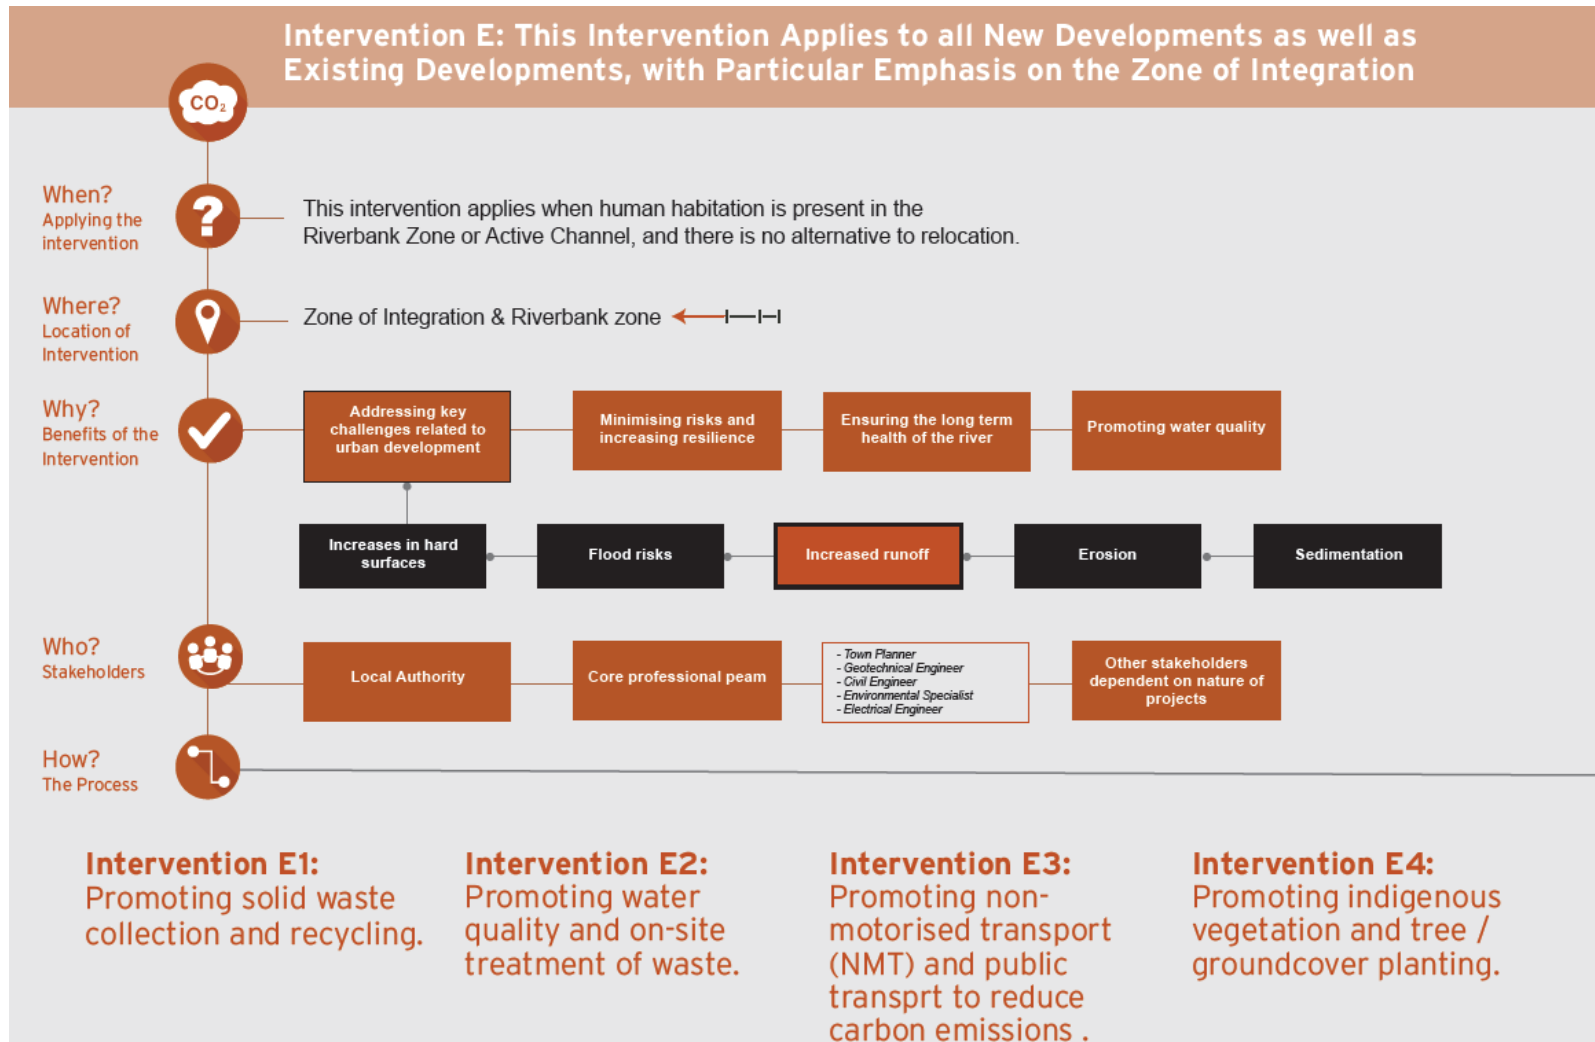 Intervention E: This Intervention Applies to all New Developments as well as
Existing Developments, with Particular Emphasis on the Zone of Integration
CO₂
When?
Applying the
intervention
?
This intervention applies when human habitation is present in the
Riverbank Zone or Active Channel, and there is no alternative to relocation.
Where?
Location of
Intervention
Zone of Integration & Riverbank zone
Why?
Benefits of the
Intervention
Addressing key
challenges related to
urban development
Minimising risks and
increasing resilience
Ensuring the long term
health of the river
Promoting water quality
Increases in hard
surfaces
Flood risks
Increased runoff
Erosion
Sedimentation
Who?
Stakeholders
Local Authority
Core professional peam
- Town Planner
- Geotechnical Engineer
- Civil Engineer
- Environmental Specialist
- Electrical Engineer
Other stakeholders
dependent on nature of
projects
How?
The Process
Intervention E1:
Promoting solid waste
collection and recycling.
Intervention E2:
Promoting water
quality and on-site
treatment of waste.
Intervention E3:
Promoting non-
motorised transport
(NMT) and public
transprt to reduce
carbon emissions .
Intervention E4:
Promoting indigenous
vegetation and tree /
groundcover planting.